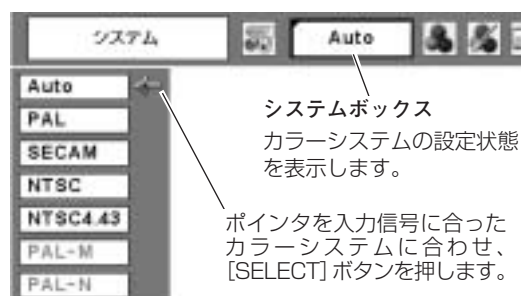 システム
Auto
Auto
PAL
SECAM
NTSC
NTSC4.43
PAL-M
PAL-N
システムボックス
カラーシステムの設定状態
を表示します。
ポインタを入力信号に合った
カラーシステムに合わせ、
[SELECT] ボタンを押します。